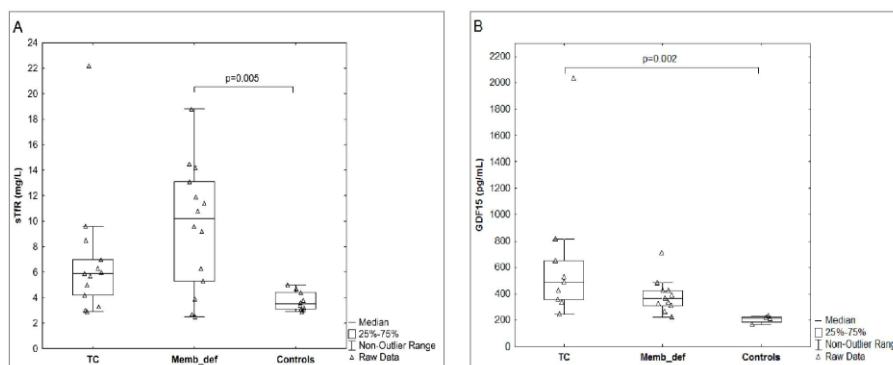 A
sTfR (mg/L)
24
22
20
18
16
14
12
10
8
6
4
2
0
p=0.005
TC
Memb_def
Controls
Median
25%-75%
Non-Outlier Range
Raw Data
B
GDF15 (pg/mL)
2200
2000
1800
1600
1400
1200
1000
800
600
400
200
0
p=0.002
TC
Memb_def
Controls
Median
25%-75%
Non-Outlier Range
Raw Data